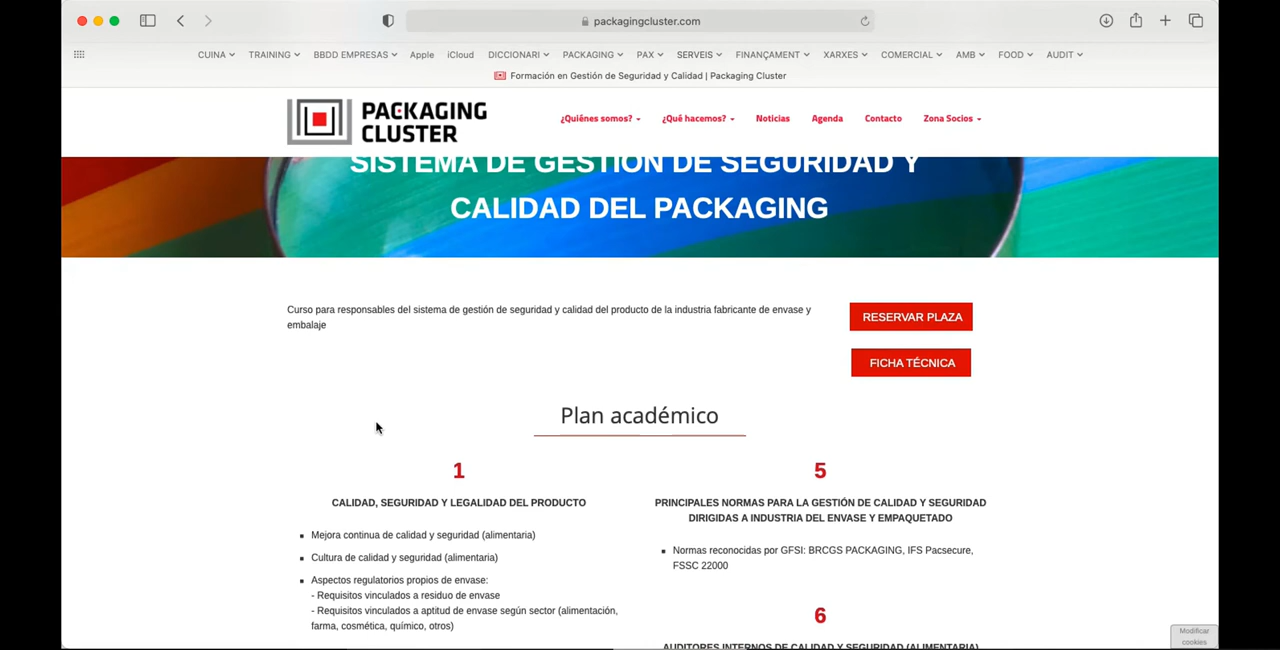 packagingcluster.com
CUINA TRAINING BBDD EMPRESAS Apple iCloud DICCIONARI PACKAGING PAX SERVEIS FINANÇAMENT XARXES COMERCIAL AMB FOOD AUDIT
Formación en Gestión de Seguridad y Calidad | Packaging Cluster
PACKAGING
CLUSTER
¿Quiénes somos? ¿Qué hacemos? Noticias Agenda Contacto Zona Socios
SISTEMA DE GESTIÓN DE SEGURIDAD Y
CALIDAD DEL PACKAGING
Curso para responsables del sistema de gestión de seguridad y calidad del producto de la industria fabricante de envase y
embalaje
RESERVAR PLAZA
FICHA TÉCNICA
Plan académico
1
CALIDAD, SEGURIDAD Y LEGALIDAD DEL PRODUCTO
Mejora continua de calidad y seguridad (alimentaria)
Cultura de calidad y seguridad (alimentaria)
Aspectos regulatorios propios de envase:
- Requisitos vinculados a residuo de envase
- Requisitos vinculados a aptitud de envase según sector (alimentación,
farma, cosmética, químico, otros)
5
PRINCIPALES NORMAS PARA LA GESTIÓN DE CALIDAD Y SEGURIDAD
DIRIGIDAS A INDUSTRIA DEL ENVASE Y EMPAQUETADO
Normas reconocidas por GFSI: BRCGS PACKAGING, IFS Pacsecure,
FSSC 22000
6
AUDITORES INTERNOS DE CALIDAD Y SEGURIDAD (ALIMENTARIA)
Modificar
cookies